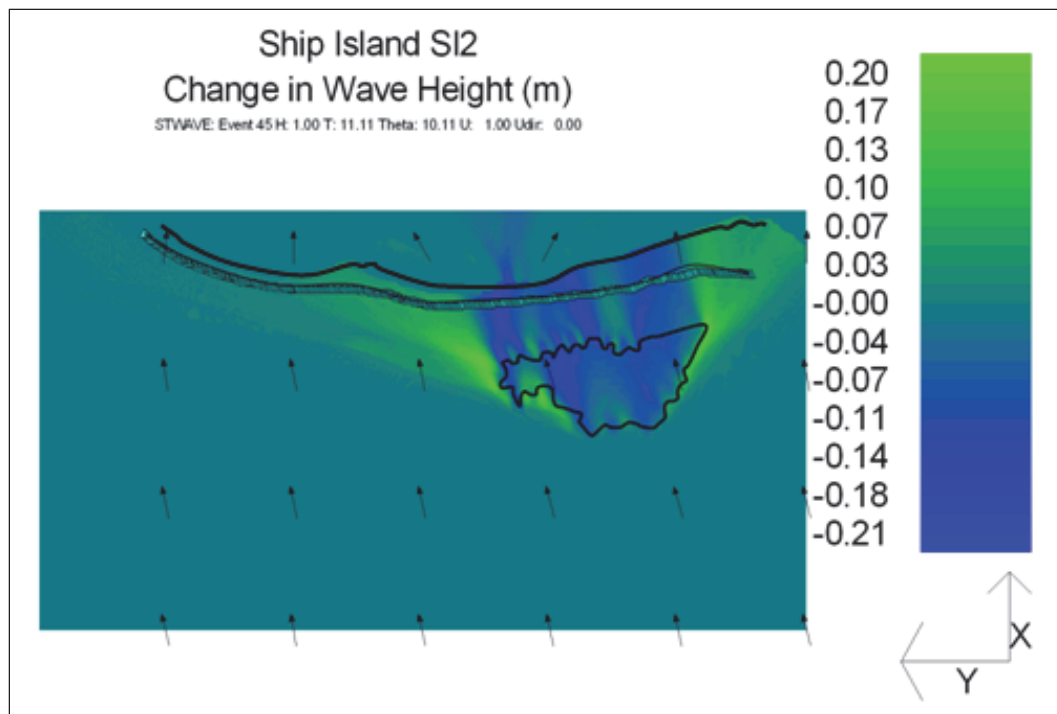 Ship Island SI2
Change in Wave Height (m)
STWAVE: Event 45 H: 1.00 T: 11.11 Theta: 10.11 U: 1.00 Udir: 0.00
0.20
0.17
0.13
0.10
0.07
0.03
-0.00
-0.04
-0.07
-0.11
-0.14
-0.18
-0.21
X
Y